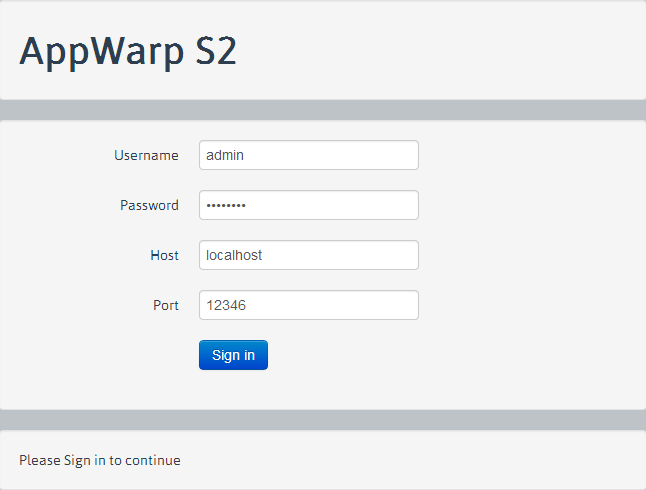 AppWarp S2
Username admin
Password ••••••••
Host localhost
Port 12346
Sign in
Please Sign in to continue